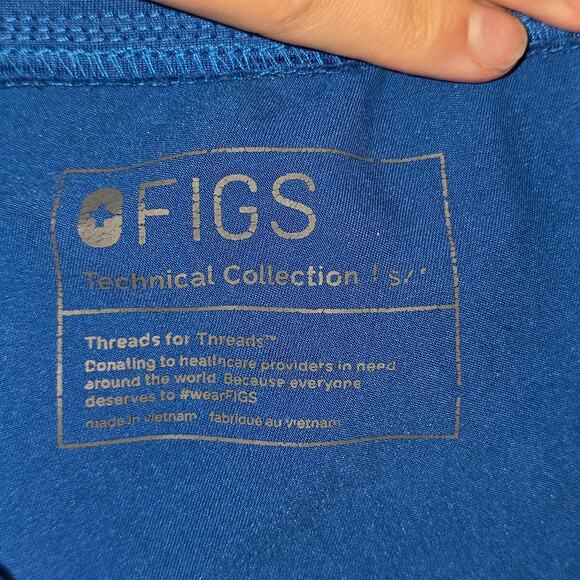 FIGS
Technical Collection
Threads for Threads™
Donating to healthcare providers in need
around the world. Because everyone
deserves to #wearFIGS
made in vietnam fabriqué au vietnam